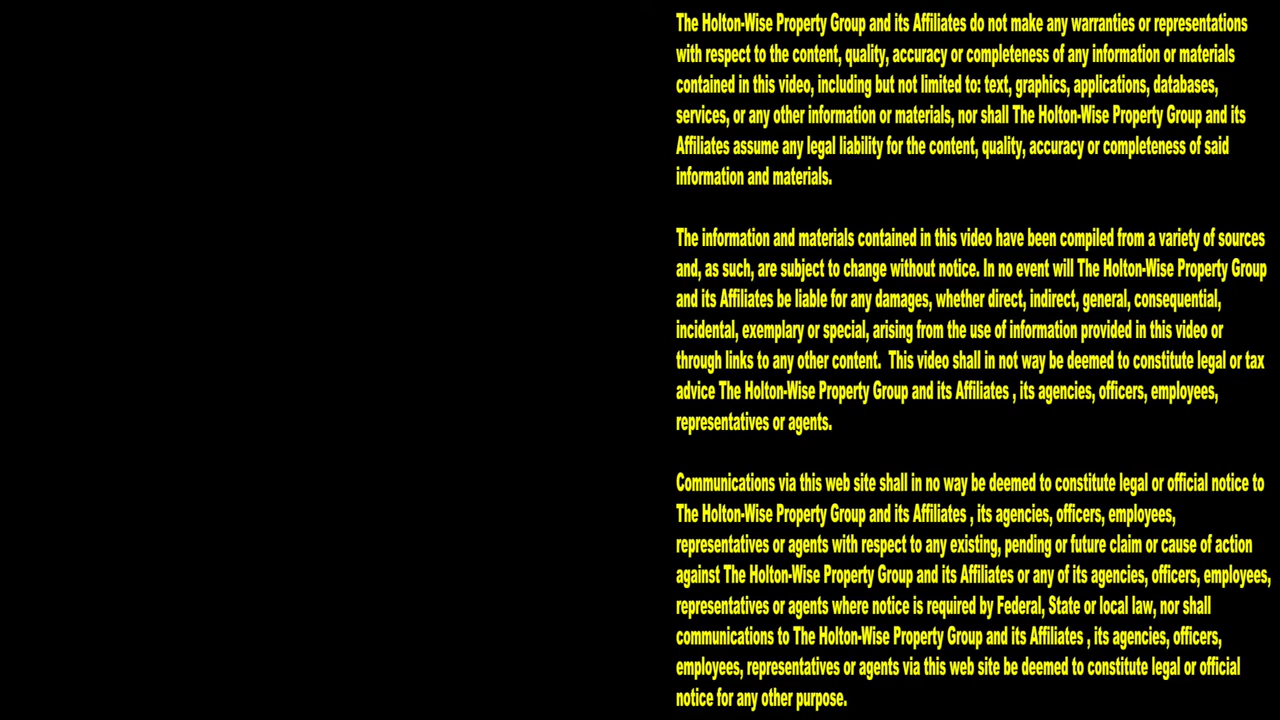 The Holton-Wise Property Group and its Affiliates do not make any warranties or representations
with respect to the content, quality, accuracy or completeness of any information or materials
contained in this video, including but not limited to: text, graphics, applications, databases,
services, or any other information or materials, nor shall The Holton-Wise Property Group and its
Affiliates assume any legal liability for the content, quality, accuracy or completeness of said
information and materials.
The information and materials contained in this video have been compiled from a variety of sources
and, as such, are subject to change without notice. In no event will The Holton-Wise Property Group
and its Affiliates be liable for any damages, whether direct, indirect, general, consequential,
incidental, exemplary or special, arising from the use of information provided in this video or
through links to any other content.  This video shall in not way be deemed to constitute legal or tax
advice The Holton-Wise Property Group and its Affiliates , its agencies, officers, employees,
representatives or agents.
Communications via this web site shall in no way be deemed to constitute legal or official notice to
The Holton-Wise Property Group and its Affiliates , its agencies, officers, employees,
representatives or agents with respect to any existing, pending or future claim or cause of action
against The Holton-Wise Property Group and its Affiliates or any of its agencies, officers, employees,
representatives or agents where notice is required by Federal, State or local law, nor shall
communications to The Holton-Wise Property Group and its Affiliates , its agencies, officers,
employees, representatives or agents via this web site be deemed to constitute legal or official
notice for any other purpose.